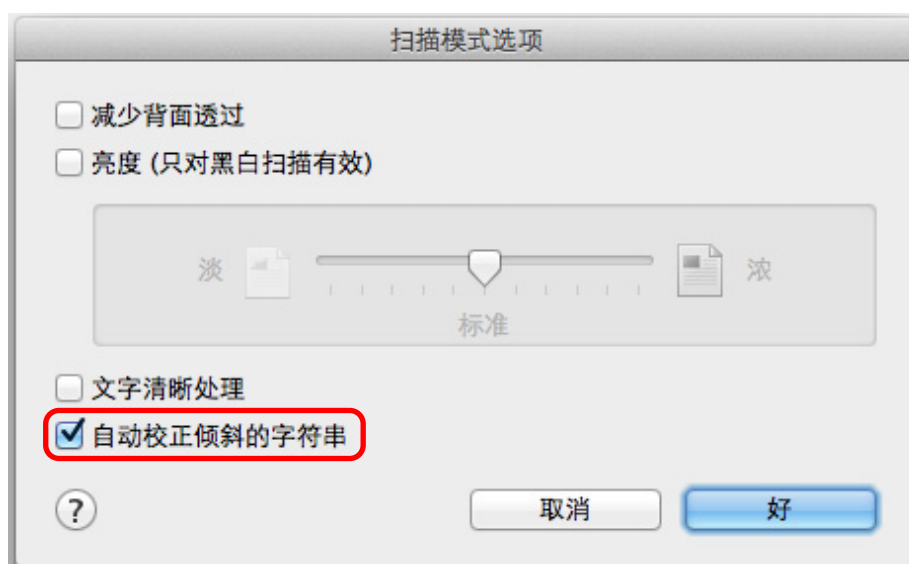 扫描模式选项
减少背面透过
亮度 (只对黑白扫描有效)
淡 浓
标准
文字清晰处理
自动校正倾斜的字符串
? 取消 好